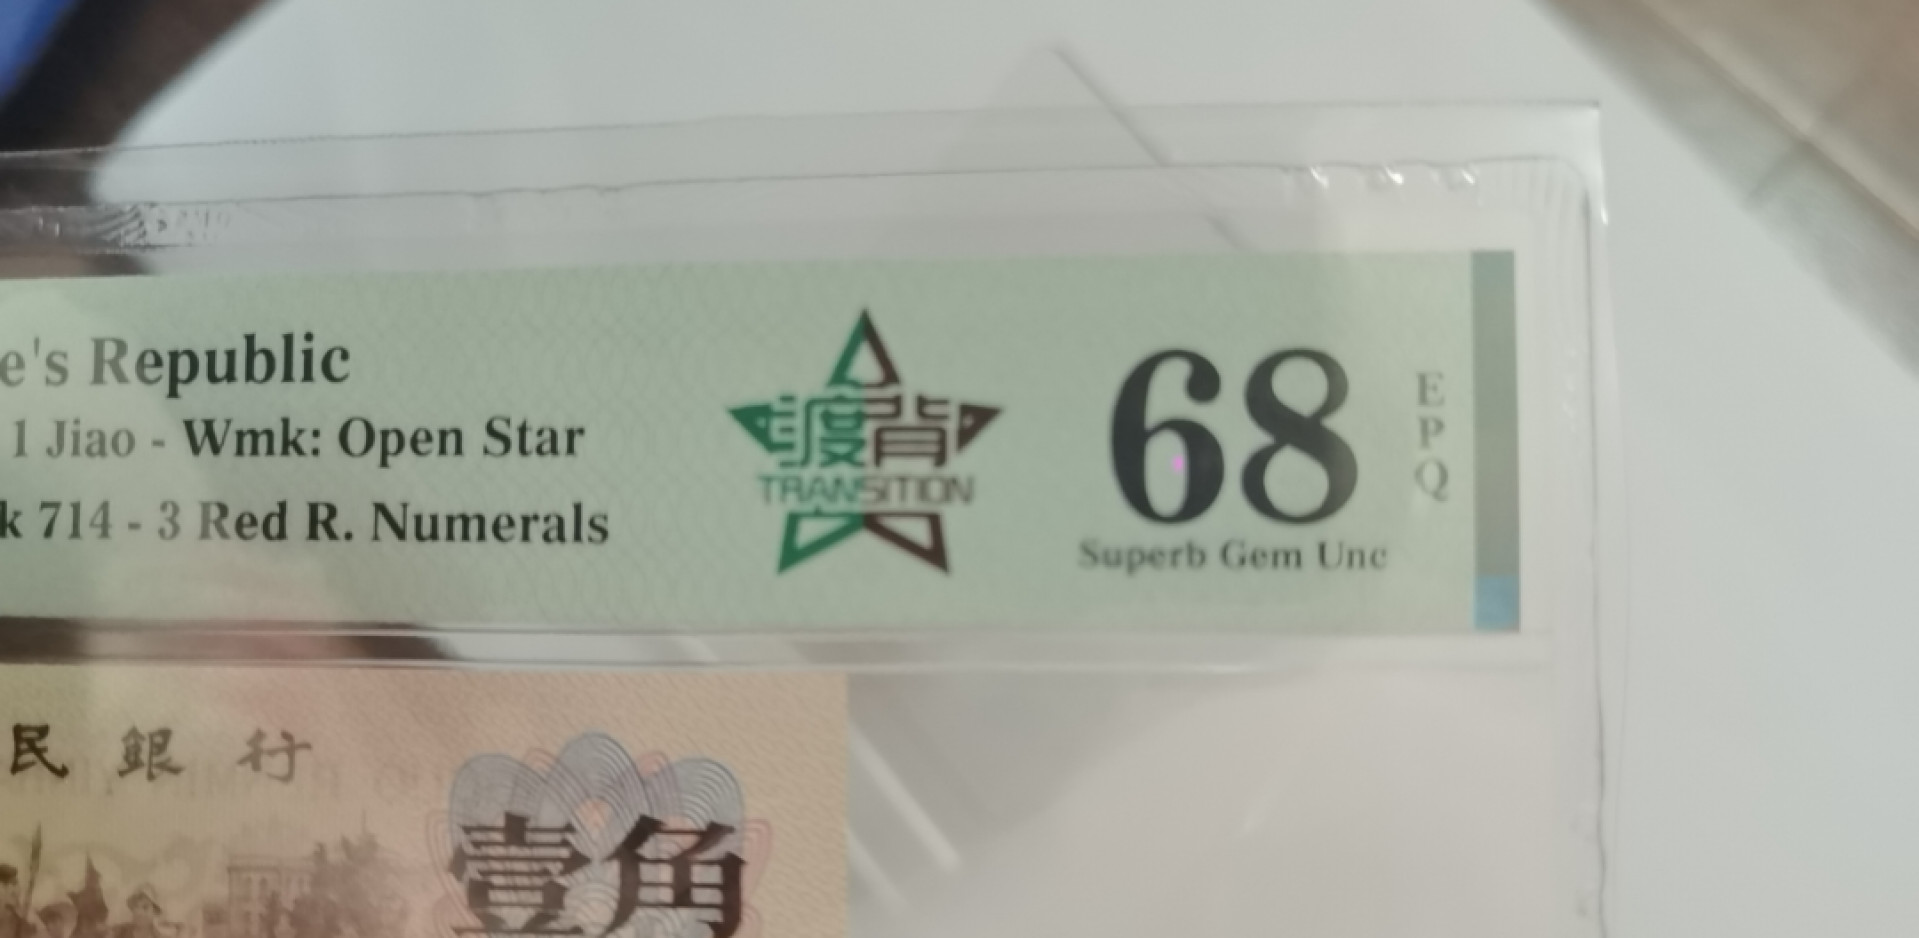 e's Republic
1 Jiao - Wmk: Open Star
k 714 - 3 Red R. Numerals
背
TRANSITION
68
EPQ
Superb Gem Unc
民銀行
壹角